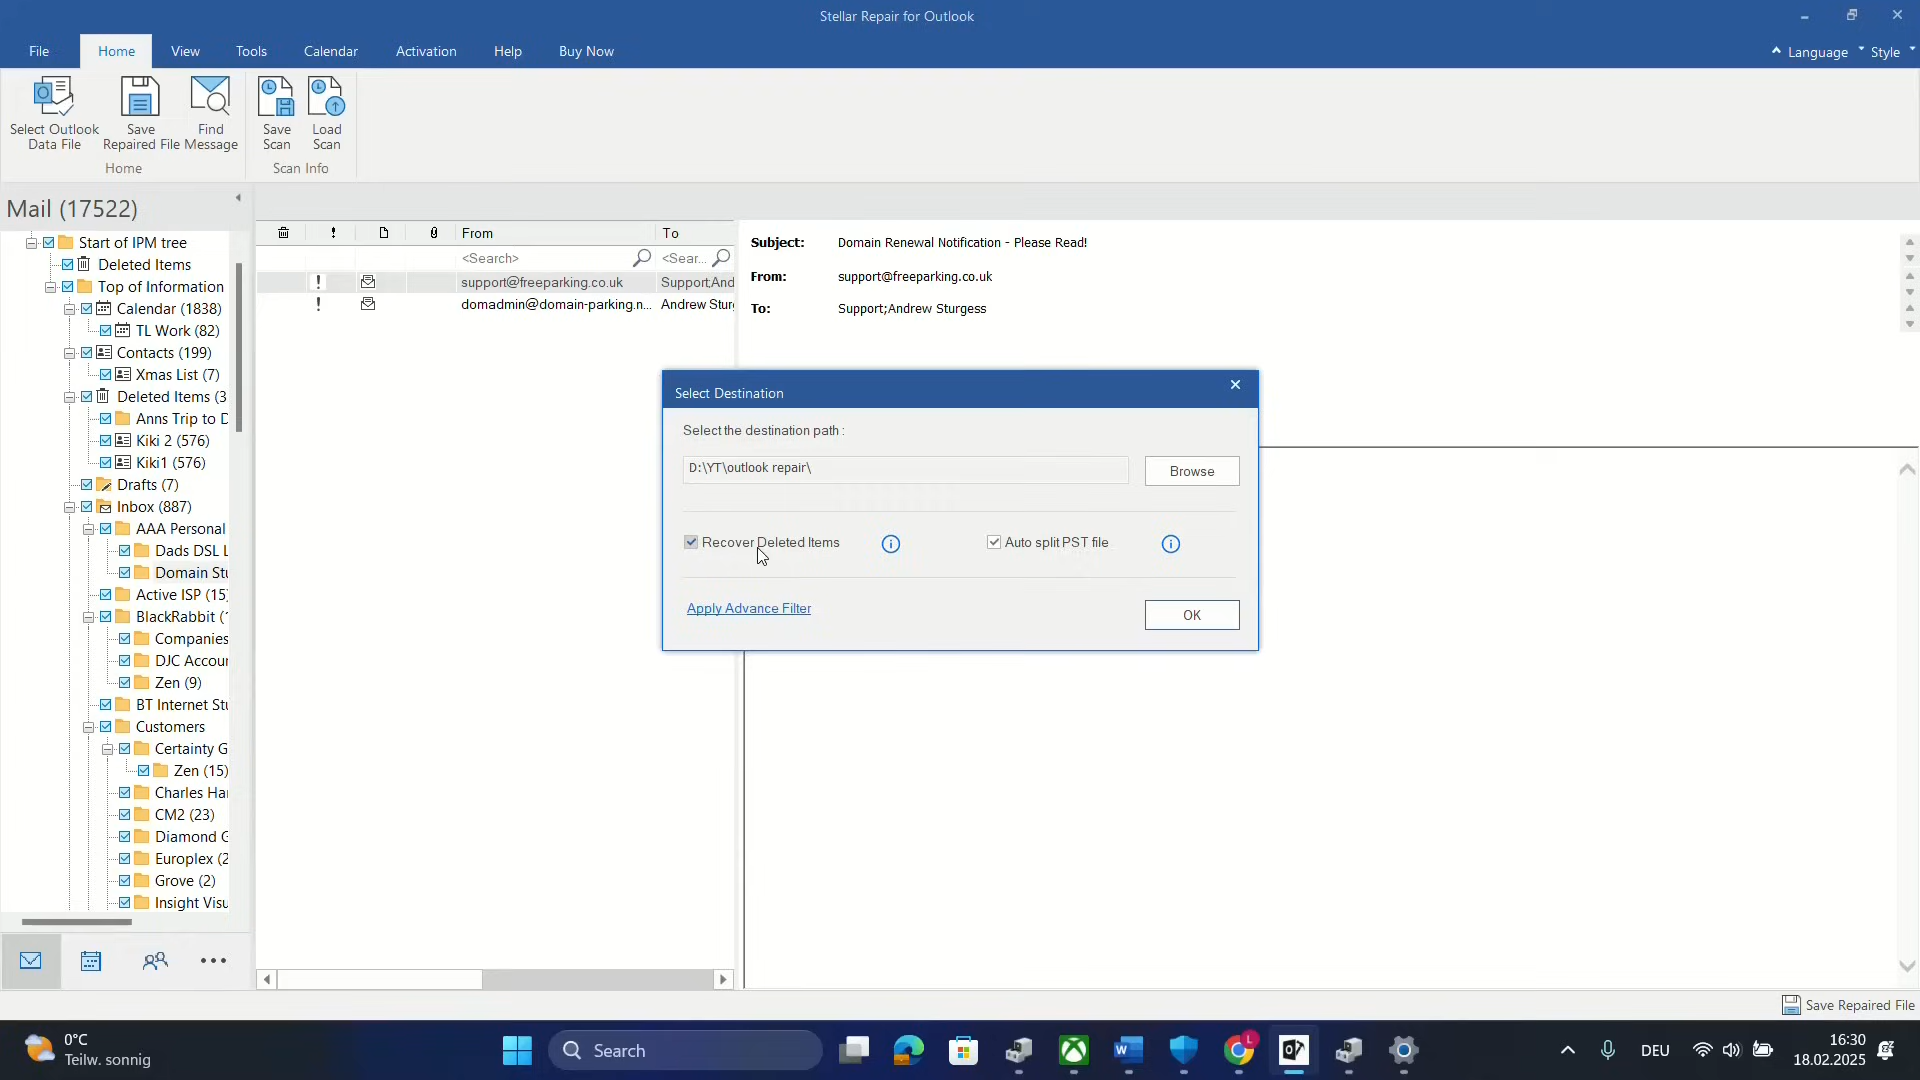 Stellar Repair for Outlook
File Home View Tools Calendar Activation Help Buy Now Language Style
Select Outlook
Data File
Save
Repaired File
Find
Message
Home
Save
Scan
Load
Scan
Scan Info
Mail (17522)
Start of IPM tree
Deleted Items
Top of Information
Calendar (1838)
TL Work (82)
Contacts (199)
Xmas List (7)
Deleted Items (3
Anns Trip to D
Kiki 2 (576)
Kiki1 (576)
Drafts (7)
Inbox (887)
AAA Personal
Dads DSL L
Domain Stu
Active ISP (15)
BlackRabbit (
Companies
DJC Accour
Zen (9)
BT Internet Stu
Customers
Certainty G
Zen (15)
Charles Har
CM2 (23)
Diamond G
Europlex (2
Grove (2)
Insight Visu
From To
<Search> <Sear...
support@freeparking.co.uk Support;And
domadmin@domain-parking.n... Andrew Sturg
Subject: Domain Renewal Notification - Please Read!
From: support@freeparking.co.uk
To: Support;Andrew Sturgess
Select Destination
Select the destination path :
D:\YT\outlook repair\
Browse
Recover Deleted Items
Auto split PST file
Apply Advance Filter
OK
Save Repaired File
0°C
Teilw. sonnig
Search
L
DEU
16:30
18.02.2025